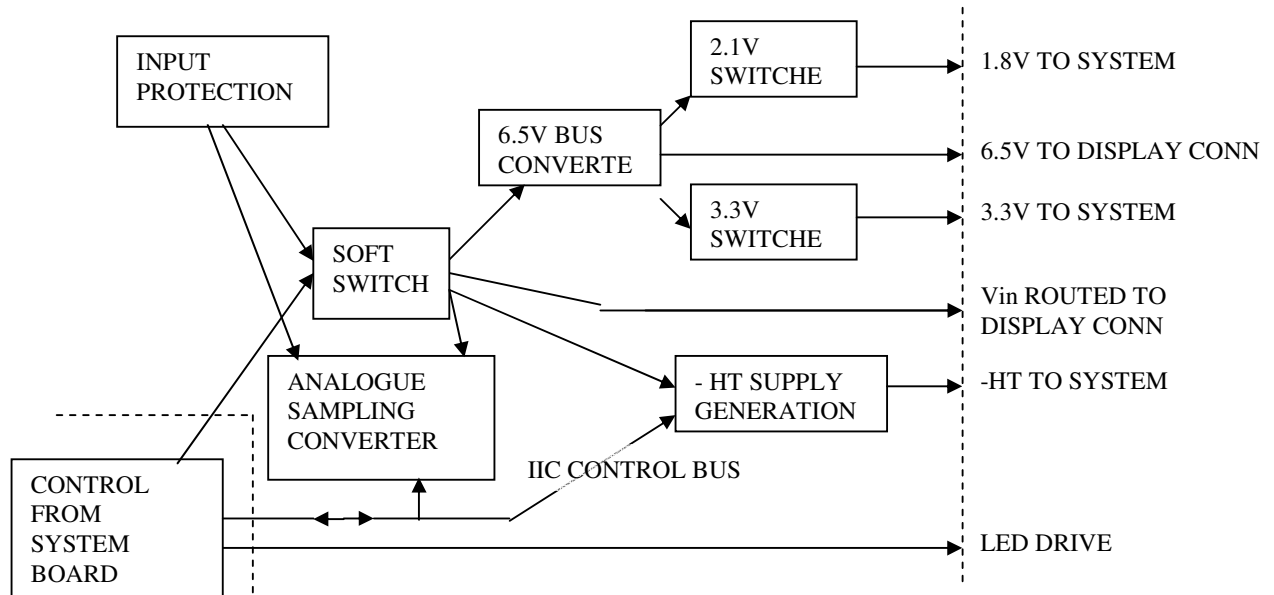 INPUT
PROTECTION
2.1V
SWITCHE
1.8V TO SYSTEM
6.5V BUS
CONVERTE
6.5V TO DISPLAY CONN
3.3V
SWITCHE
3.3V TO SYSTEM
SOFT
SWITCH
Vin ROUTED TO
DISPLAY CONN
ANALOGUE
SAMPLING
CONVERTER
- HT SUPPLY
GENERATION
-HT TO SYSTEM
IIC CONTROL BUS
CONTROL
FROM
SYSTEM
BOARD
LED DRIVE